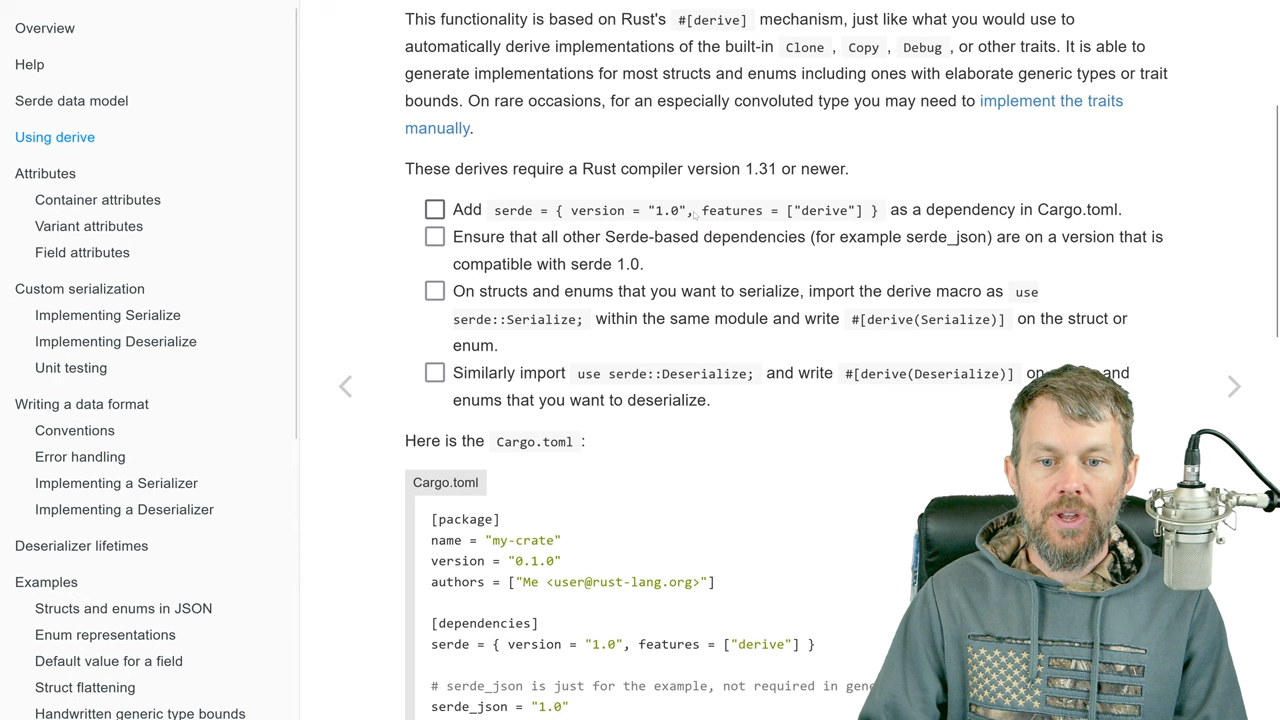 Overview
Help
Serde data model
Using derive
Attributes
Container attributes
Variant attributes
Field attributes
Custom serialization
Implementing Serialize
Implementing Deserialize
Unit testing
Writing a data format
Conventions
Error handling
Implementing a Serializer
Implementing a Deserializer
Deserializer lifetimes
Examples
Structs and enums in JSON
Enum representations
Default value for a field
Struct flattening
Handwritten generic type bounds
This functionality is based on Rust's #[derive] mechanism, just like what you would use to
automatically derive implementations of the built-in Clone , Copy , Debug , or other traits. It is able to
generate implementations for most structs and enums including ones with elaborate generic types or trait
bounds. On rare occasions, for an especially convoluted type you may need to implement the traits
manually.
These derives require a Rust compiler version 1.31 or newer.
Add serde = { version = "1.0", features = ["derive"] } as a dependency in Cargo.toml.
Ensure that all other Serde-based dependencies (for example serde_json) are on a version that is
compatible with serde 1.0.
On structs and enums that you want to serialize, import the derive macro as use
serde::Serialize; within the same module and write #[derive(Serialize)] on the struct or
enum.
Similarly import use serde::Deserialize; and write #[derive(Deserialize)] on and
enums that you want to deserialize.
Here is the Cargo.toml :
Cargo.toml
[package]
name = "my-crate"
version = "0.1.0"
authors = ["Me <user@rust-lang.org>"]
[dependencies]
serde = { version = "1.0", features = ["derive"] }
# serde_json is just for the example, not required in
serde_json = "1.0"